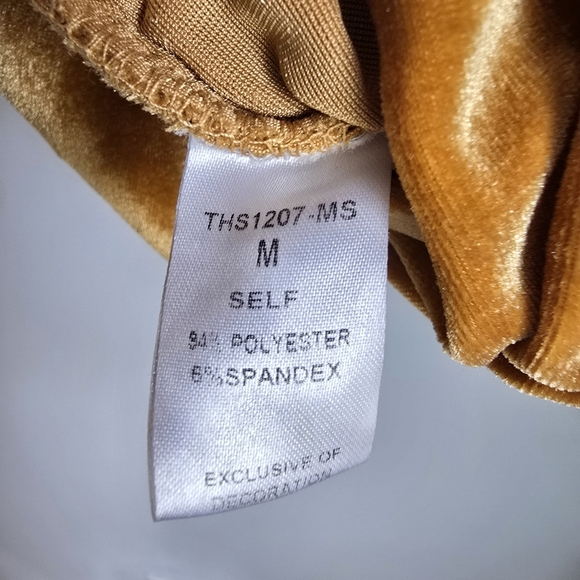 THS1207-MS
M
SELF
94% POLYESTER
6%SPANDEX
EXCLUSIVE OF
DECORATION